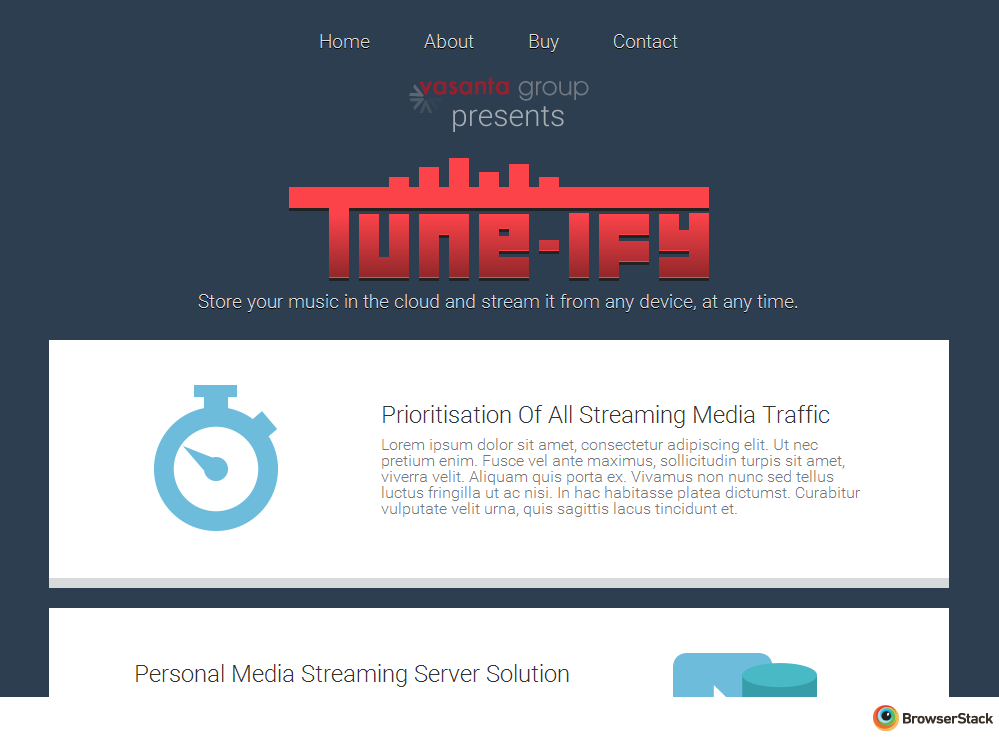 Home About Buy Contact
vasanta group
presents
Tune-ify
Store your music in the cloud and stream it from any device, at any time.
Prioritisation Of All Streaming Media Traffic
Lorem ipsum dolor sit amet, consectetur adipiscing elit. Ut nec
pretium enim. Fusce vel ante maximus, sollicitudin turpis sit amet,
viverra velit. Aliquam quis porta ex. Vivamus non nunc sed tellus
luctus fringilla ut ac nisi. In hac habitasse platea dictumst. Curabitur
vulputate velit urna, quis sagittis lacus tincidunt et.
Personal Media Streaming Server Solution
BrowserStack